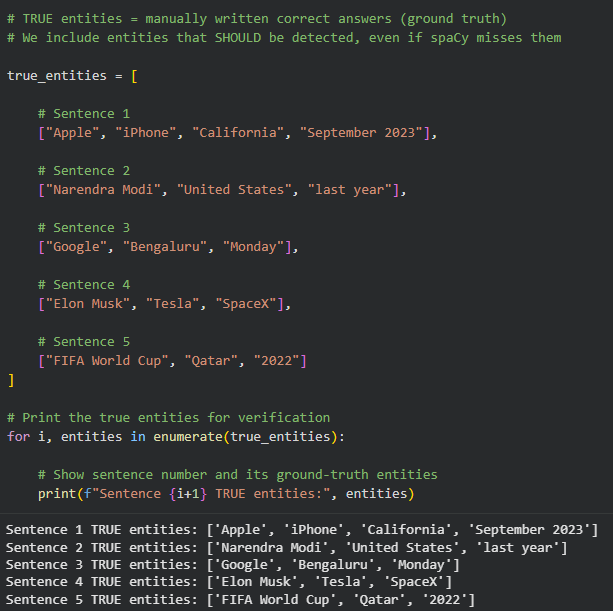 # TRUE entities = manually written correct answers (ground truth)
# We include entities that SHOULD be detected, even if spaCy misses them
true_entities = [
# Sentence 1
["Apple", "iPhone", "California", "September 2023"],
# Sentence 2
["Narendra Modi", "United States", "last year"],
# Sentence 3
["Google", "Bengaluru", "Monday"],
# Sentence 4
["Elon Musk", "Tesla", "SpaceX"],
# Sentence 5
["FIFA World Cup", "Qatar", "2022"]
]
# Print the true entities for verification
for i, entities in enumerate(true_entities):
# Show sentence number and its ground-truth entities
print(f"Sentence {i+1} TRUE entities:", entities)
Sentence 1 TRUE entities: ['Apple', 'iPhone', 'California', 'September 2023']
Sentence 2 TRUE entities: ['Narendra Modi', 'United States', 'last year']
Sentence 3 TRUE entities: ['Google', 'Bengaluru', 'Monday']
Sentence 4 TRUE entities: ['Elon Musk', 'Tesla', 'SpaceX']
Sentence 5 TRUE entities: ['FIFA World Cup', 'Qatar', '2022']